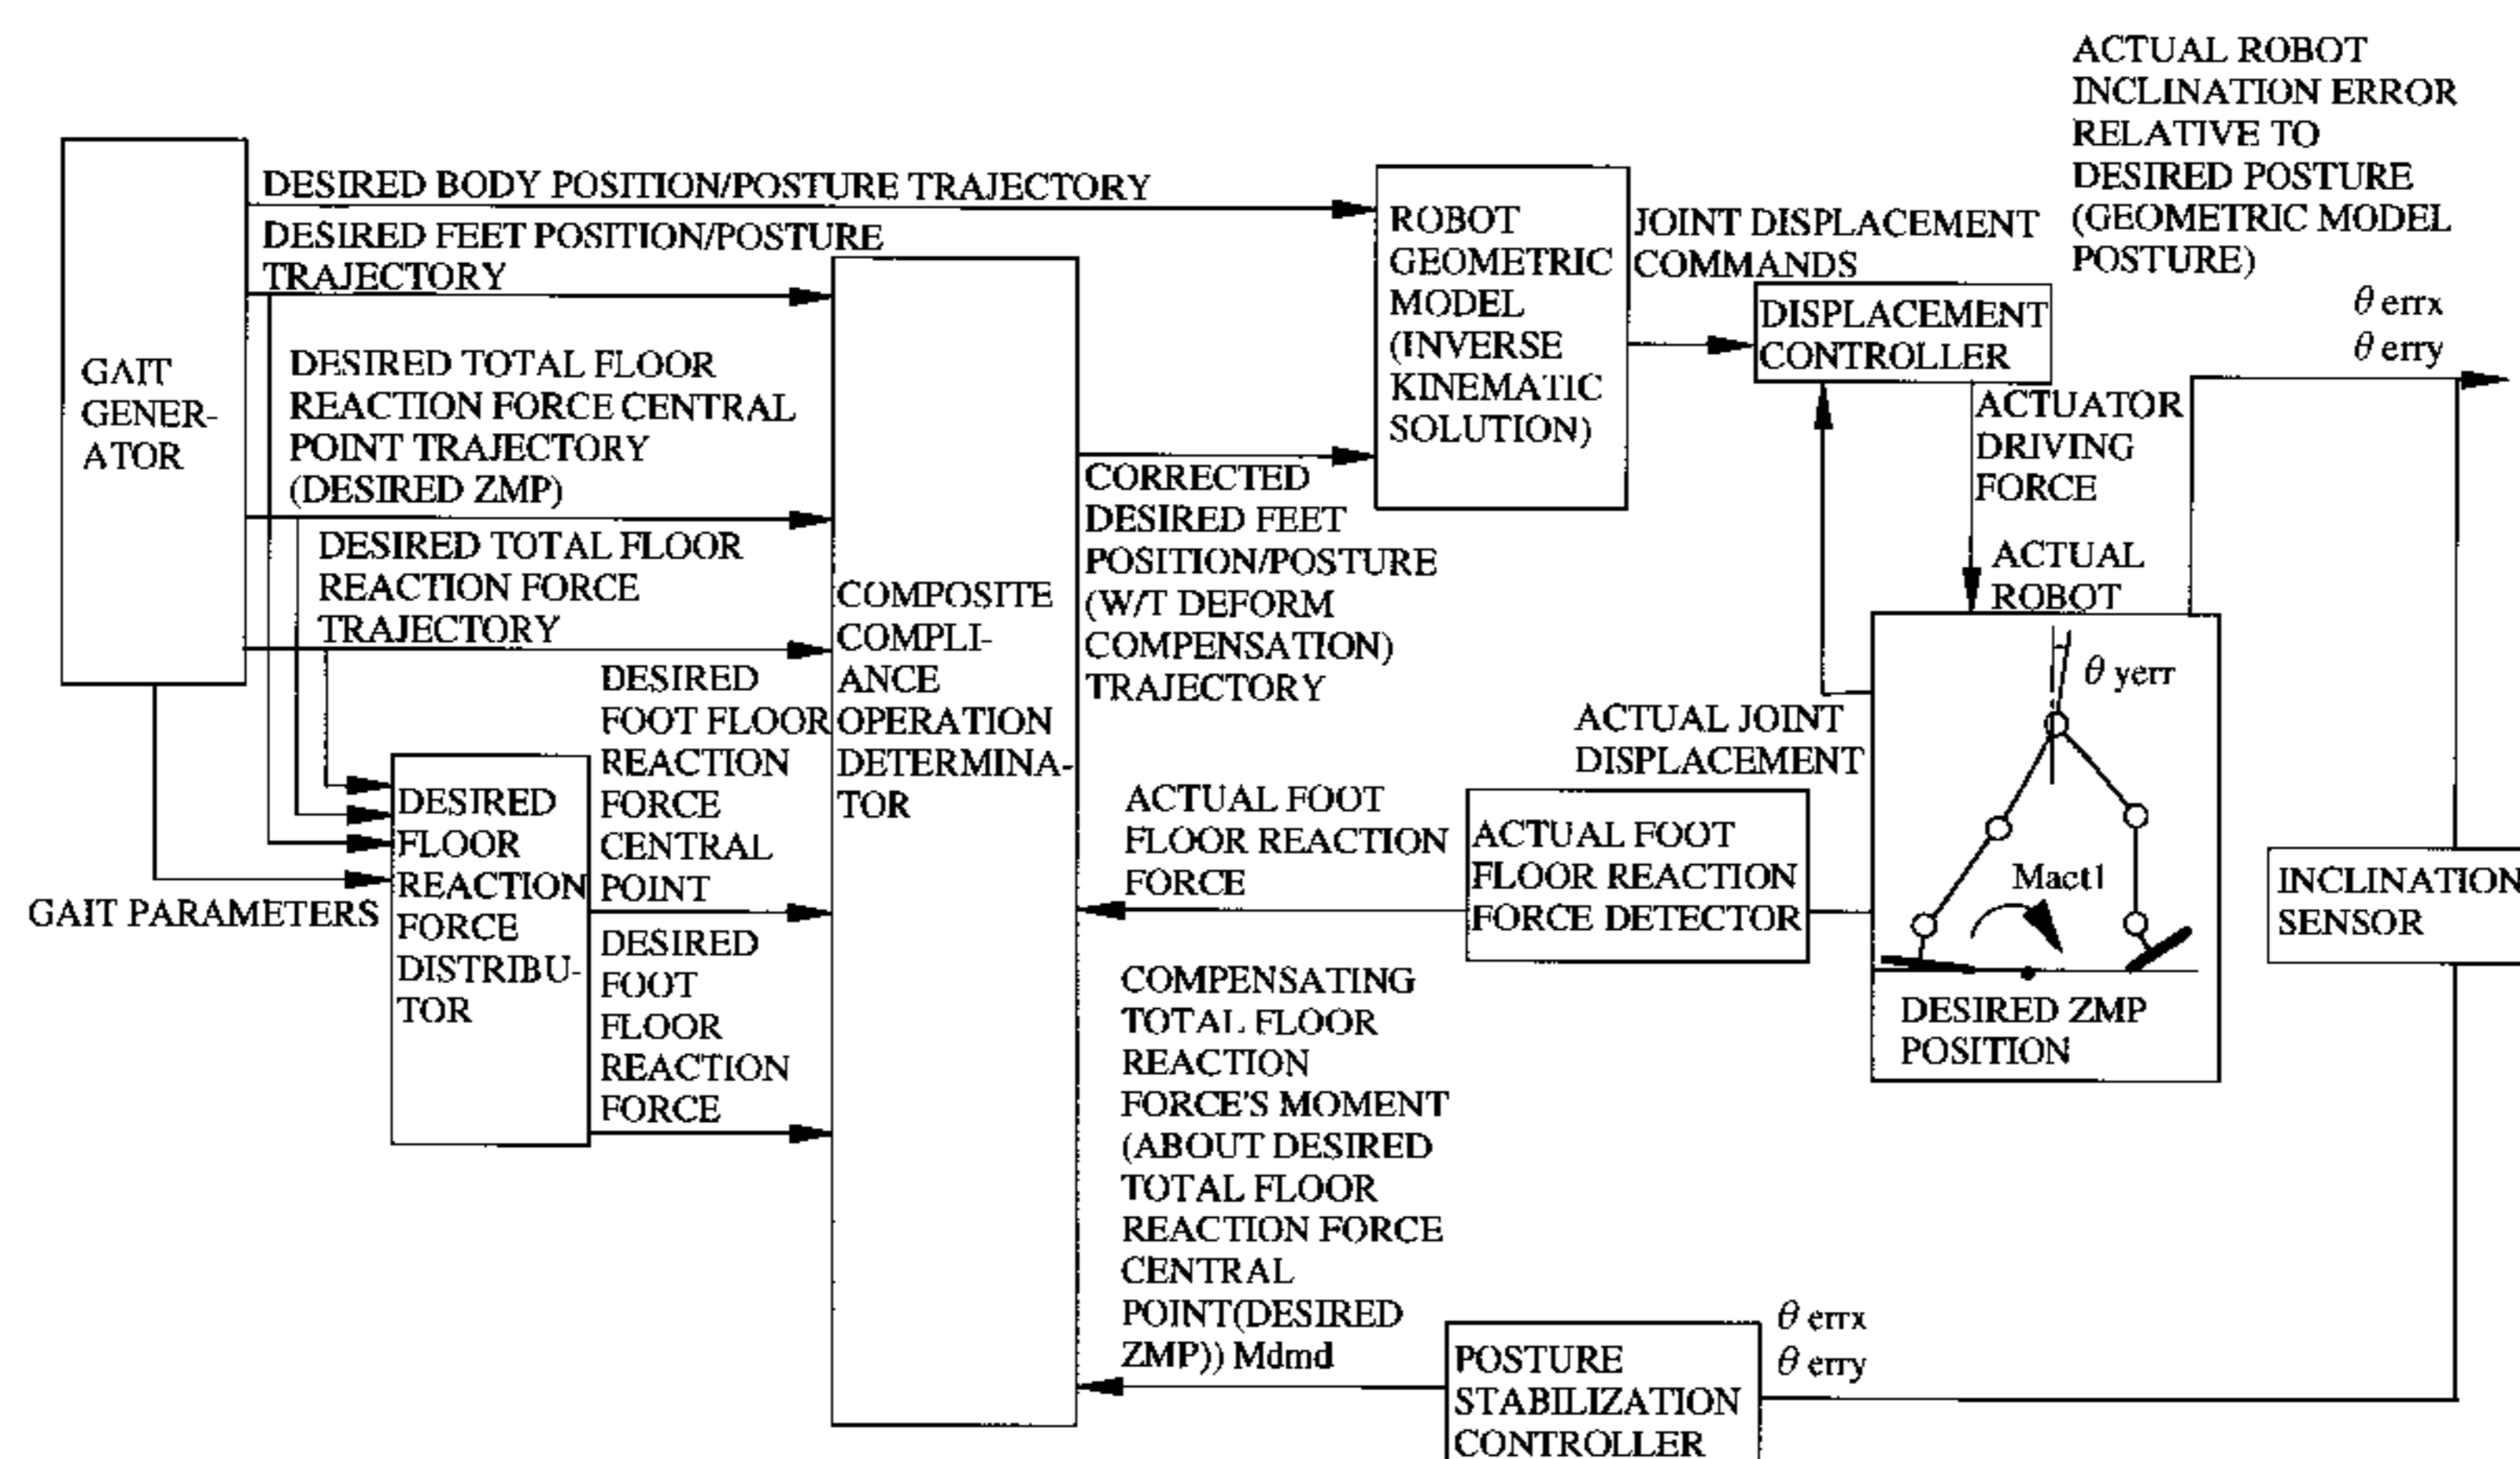 ACTUAL ROBOT
INCLINATION ERROR
RELATIVE TO
DESIRED POSTURE
(GEOMETRIC MODEL
POSTURE)
θ errx
θ erry
GAIT
GENER-
ATOR
DESIRED BODY POSITION/POSTURE TRAJECTORY
DESIRED FEET POSITION/POSTURE
TRAJECTORY
DESIRED TOTAL FLOOR
REACTION FORCE CENTRAL
POINT TRAJECTORY
(DESIRED ZMP)
DESIRED TOTAL FLOOR
REACTION FORCE
TRAJECTORY
GAIT PARAMETERS
DESIRED
FLOOR
REACTION
FORCE
DISTRIBU-
TOR
DESIRED
FOOT FLOOR
REACTION
FORCE
CENTRAL
POINT
DESIRED
FOOT
FLOOR
REACTION
FORCE
COMPOSITE
COMPLI-
ANCE
OPERATION
DETERMINA-
TOR
CORRECTED
DESIRED FEET
POSITION/POSTURE
(W/T DEFORM
COMPENSATION)
TRAJECTORY
ROBOT
GEOMETRIC
MODEL
(INVERSE
KINEMATIC
SOLUTION)
JOINT DISPLACEMENT
COMMANDS
DISPLACEMENT
CONTROLLER
ACTUATOR
DRIVING
FORCE
ACTUAL
ROBOT
θ yerr
Mact1
DESIRED ZMP
POSITION
ACTUAL JOINT
DISPLACEMENT
ACTUAL FOOT
FLOOR REACTION
FORCE
ACTUAL FOOT
FLOOR REACTION
FORCE DETECTOR
INCLINATION
SENSOR
COMPENSATING
TOTAL FLOOR
REACTION
FORCE'S MOMENT
(ABOUT DESIRED
TOTAL FLOOR
REACTION FORCE
CENTRAL
POINT(DESIRED
ZMP)) Mdmd
POSTURE
STABILIZATION
CONTROLLER
θ errx
θ erry